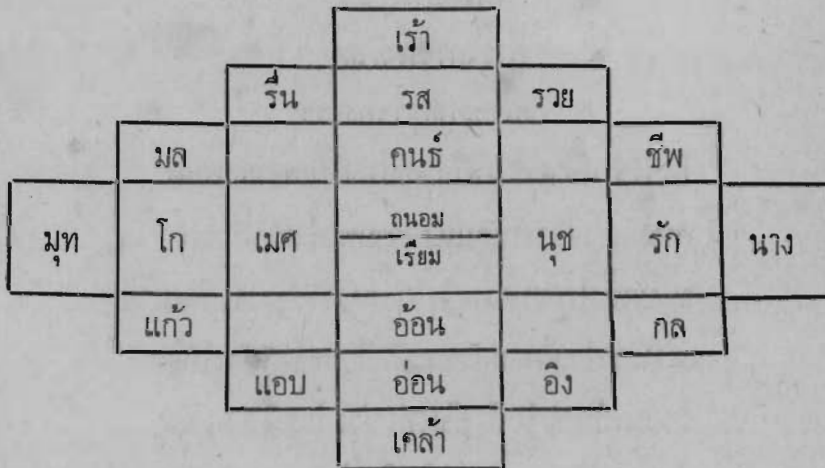 เร้า
รื่น รส รวย
มล คนธ์ ชีพ
มุท โก เมศ ถนอม นุช รัก นาง
เรียม
แก้ว อ้อน กล
แอบ อ่อน อิง
เคล้า